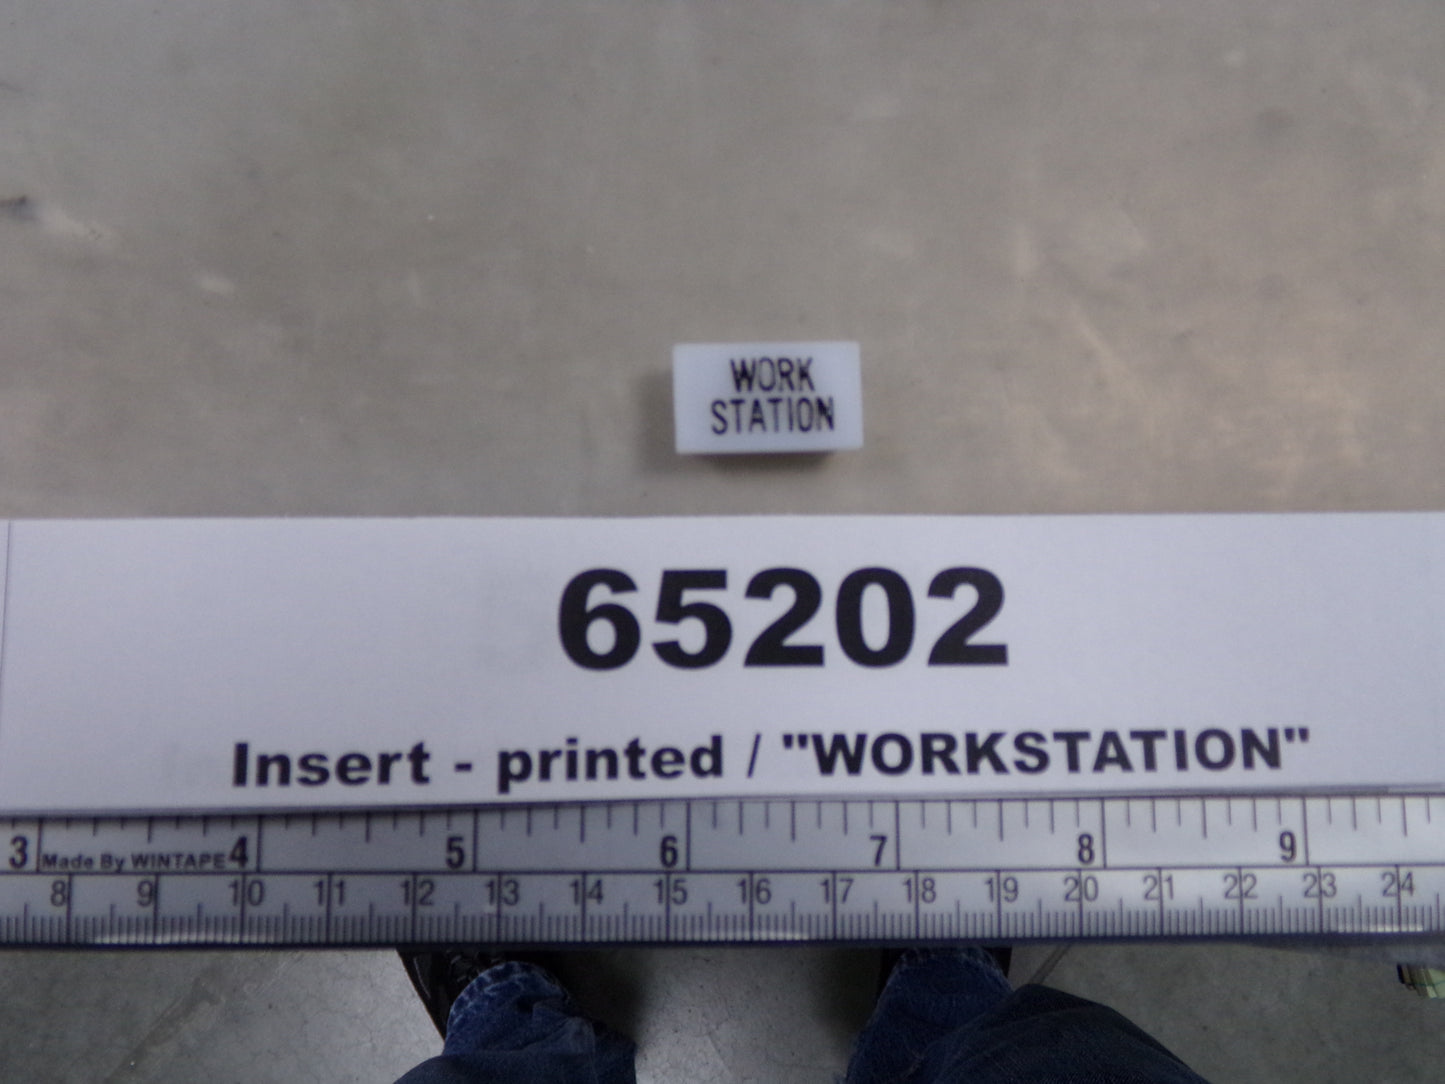 WORK
STATION
65202
Insert - printed / "WORKSTATION"
3 Made By WINTAPE 4 5 6 7 8 9
8 9 10 11 12 13 14 15 16 17 18 19 20 21 22 23 24